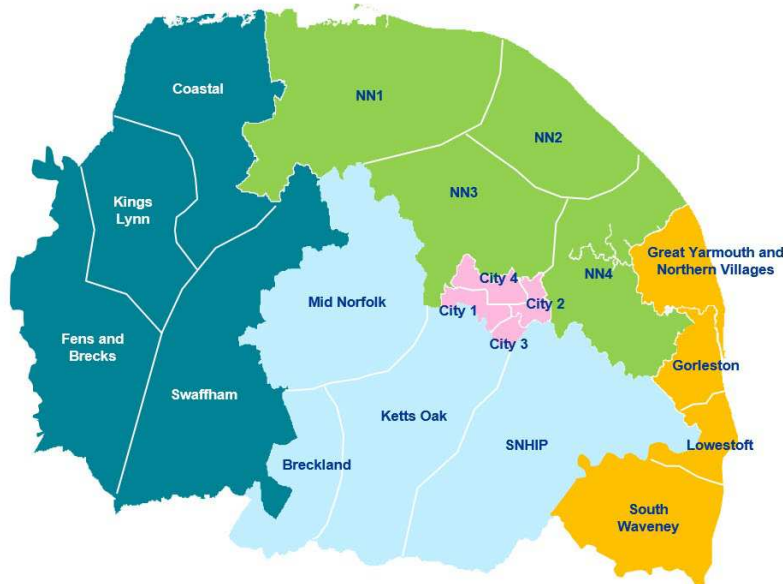 Coastal
NN1
NN2
Kings
Lynn
NN3
Great Yarmouth and
Northern Villages
City 4
NN4
Mid Norfolk
City 1
City 2
Fens and
Brecks
City 3
Gorleston
Swaffham
Ketts Oak
SNHIP
Lowestoft
Breckland
South
Waveney